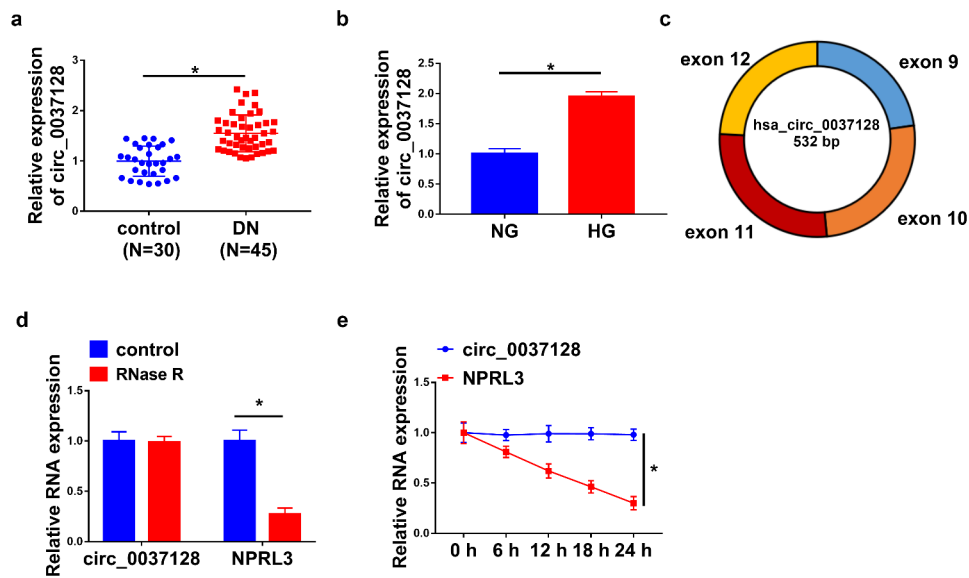 a
Relative expression
of circ_0037128
3
2
1
0
*
control
(N=30)
DN
(N=45)
b
Relative expression
of circ_0037128
2.5
2.0
1.5
1.0
0.5
0.0
*
NG
HG
c
exon 12
exon 9
hsa_circ_0037128
532 bp
exon 11
exon 10
d
control
RNase R
Relative RNA expression
1.5
1.0
0.5
0.0
*
circ_0037128
NPRL3
e
circ_0037128
NPRL3
Relative RNA expression
1.5
1.0
0.5
0.0
*
0 h 6 h 12 h 18 h 24 h